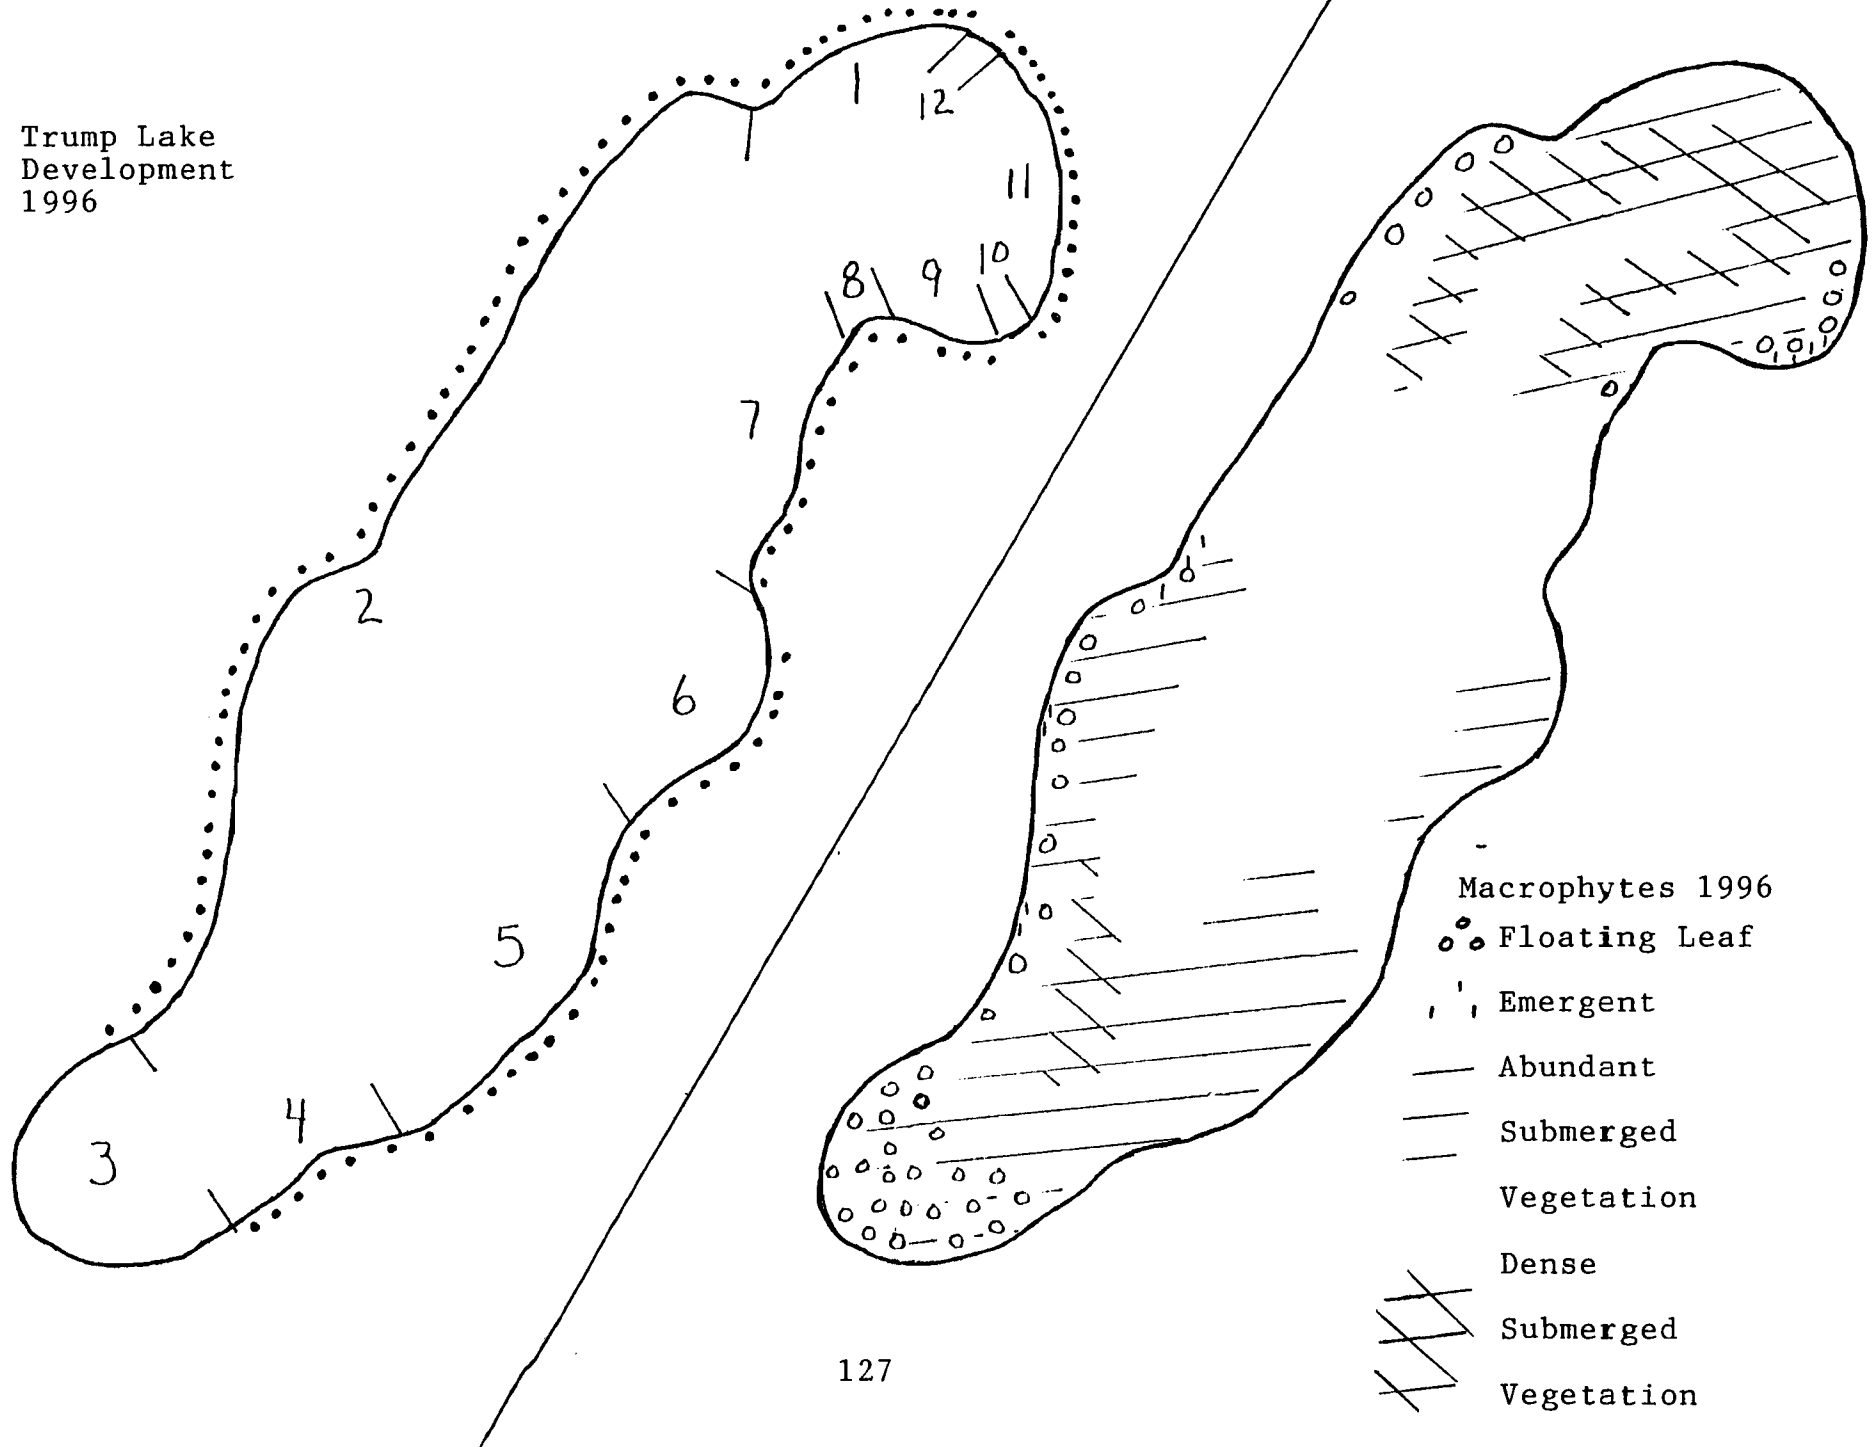 Trump Lake
Development
1996
1
12
11
10
9
8
7
2
6
5
4
3
Macrophytes 1996
Floating Leaf
Emergent
Abundant
Submerged
Vegetation
Dense
Submerged
Vegetation
127